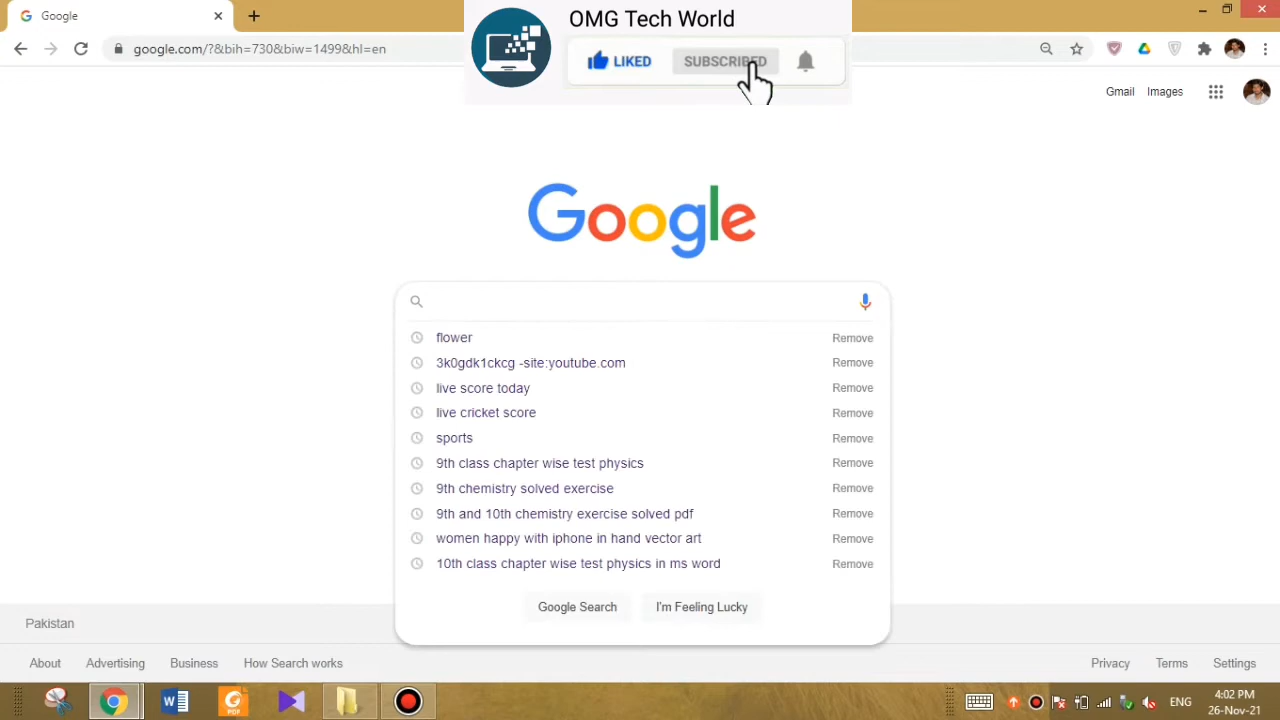 Google
OMG Tech World
LIKED
SUBSCRIBED
google.com/?&bih=730&biw=1499&hl=en
Gmail
Images
Google
flower
Remove
3k0gdk1ckcg -site:youtube.com
Remove
live score today
Remove
live cricket score
Remove
sports
Remove
9th class chapter wise test physics
Remove
9th chemistry solved exercise
Remove
9th and 10th chemistry exercise solved pdf
Remove
women happy with iphone in hand vector art
Remove
10th class chapter wise test physics in ms word
Remove
Google Search
I'm Feeling Lucky
Pakistan
About
Advertising
Business
How Search works
Privacy
Terms
Settings
PDF
ENG
4:02 PM
26-Nov-21